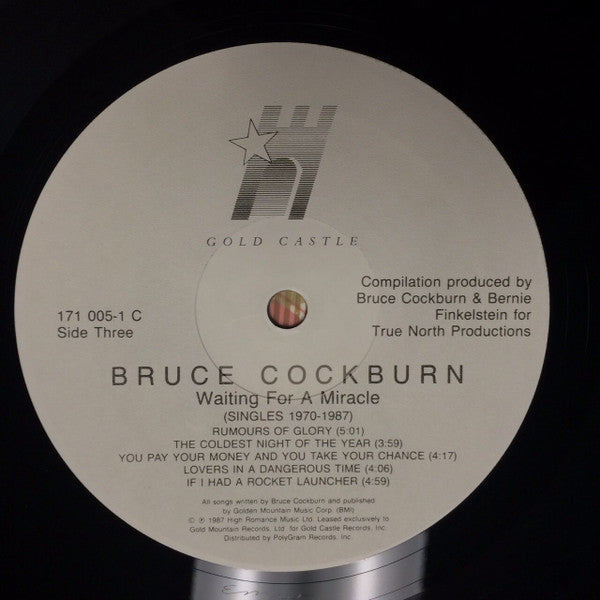 GOLD CASTLE
Compilation produced by
Bruce Cockburn & Bernie
Finkelstein for
True North Productions
171 005-1 C
Side Three
BRUCE COCKBURN
Waiting For A Miracle
(SINGLES 1970-1987)
RUMOURS OF GLORY (5:01)
THE COLDEST NIGHT OF THE YEAR (3:59)
YOU PAY YOUR MONEY AND YOU TAKE YOUR CHANCE (4:17)
LOVERS IN A DANGEROUS TIME (4:06)
IF I HAD A ROCKET LAUNCHER (4:59)
All songs written by Bruce Cockburn and published
by Golden Mountain Music Corp. (BMI)
© ℗ 1987 High Romance Music Ltd. Leased exclusively to
Gold Mountain Records, Ltd. for Gold Castle Records, Inc.
Distributed by PolyGram Records, Inc.